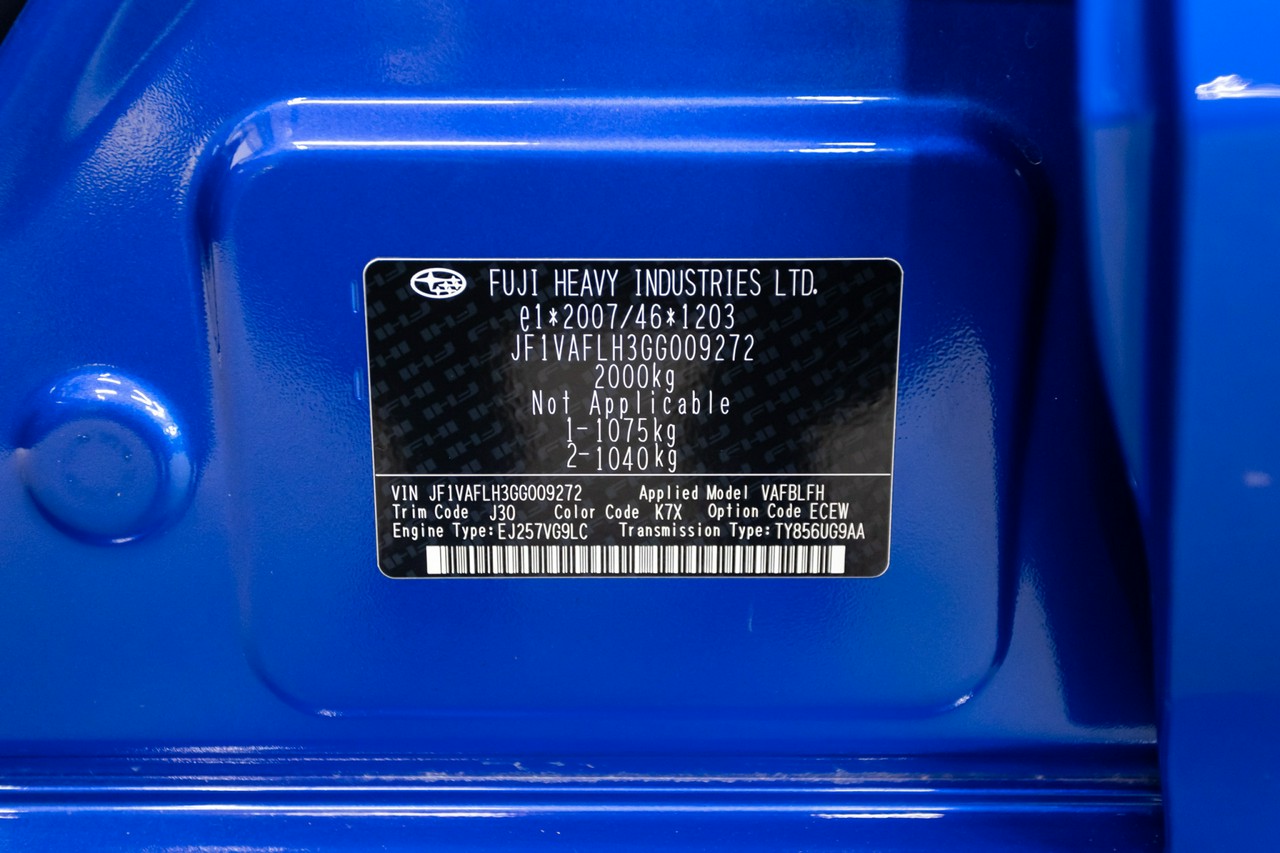 FUJI HEAVY INDUSTRIES LTD.
e1*2007/46*1203
JF1VAFLH3GG009272
2000kg
Not Applicable
1-1075kg
2-1040kg
VIN JF1VAFLH3GG009272 Applied Model VAFBLFH
Trim Code J30 Color Code K7X Option Code ECEW
Engine Type:EJ257VG9LC Transmission Type:TY856UG9AA